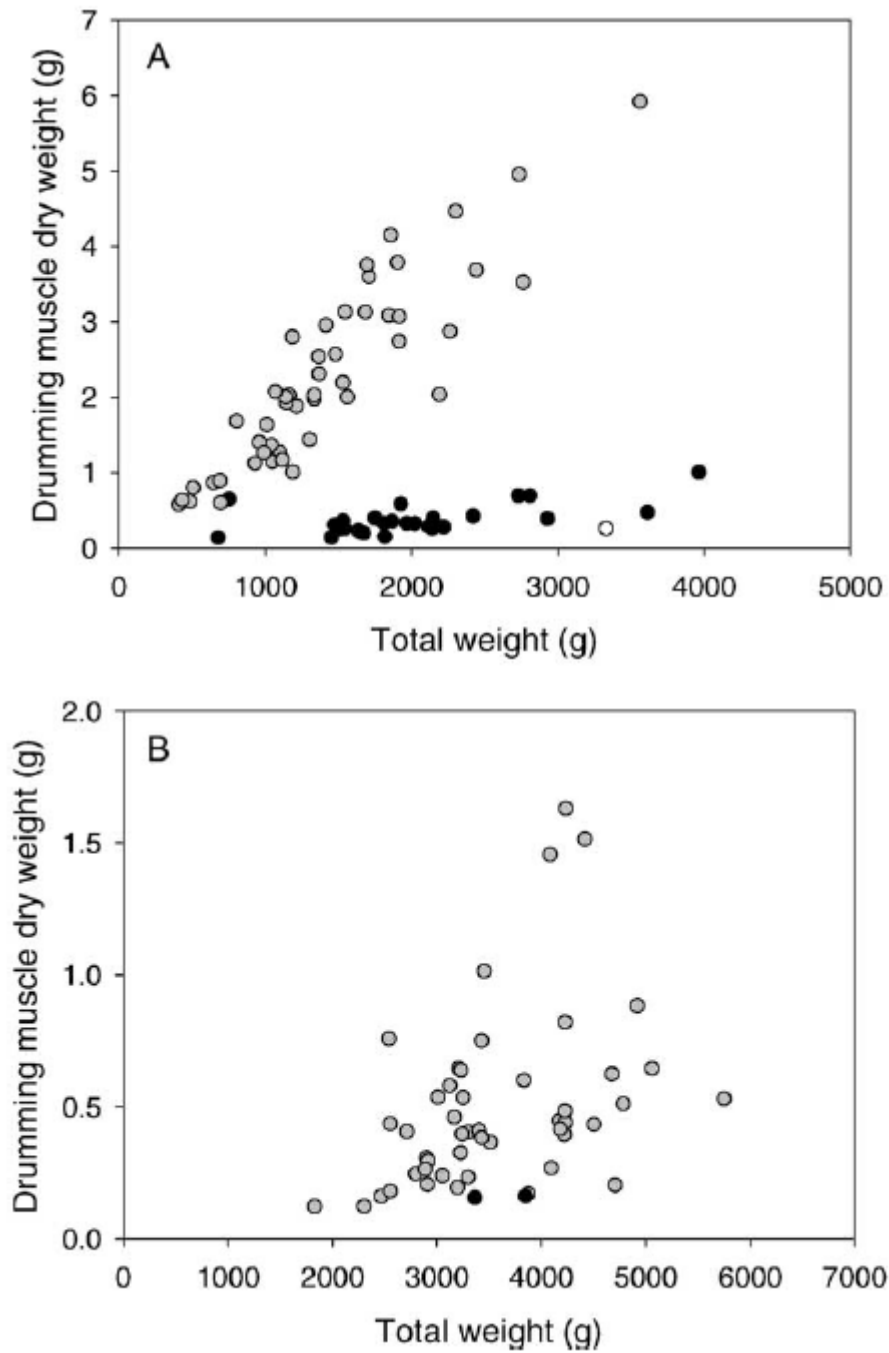 A
Drumming muscle dry weight (g)
7
6
5
4
3
2
1
0
0 1000 2000 3000 4000 5000
Total weight (g)
B
Drumming muscle dry weight (g)
2.0
1.5
1.0
0.5
0.0
0 1000 2000 3000 4000 5000 6000 7000
Total weight (g)